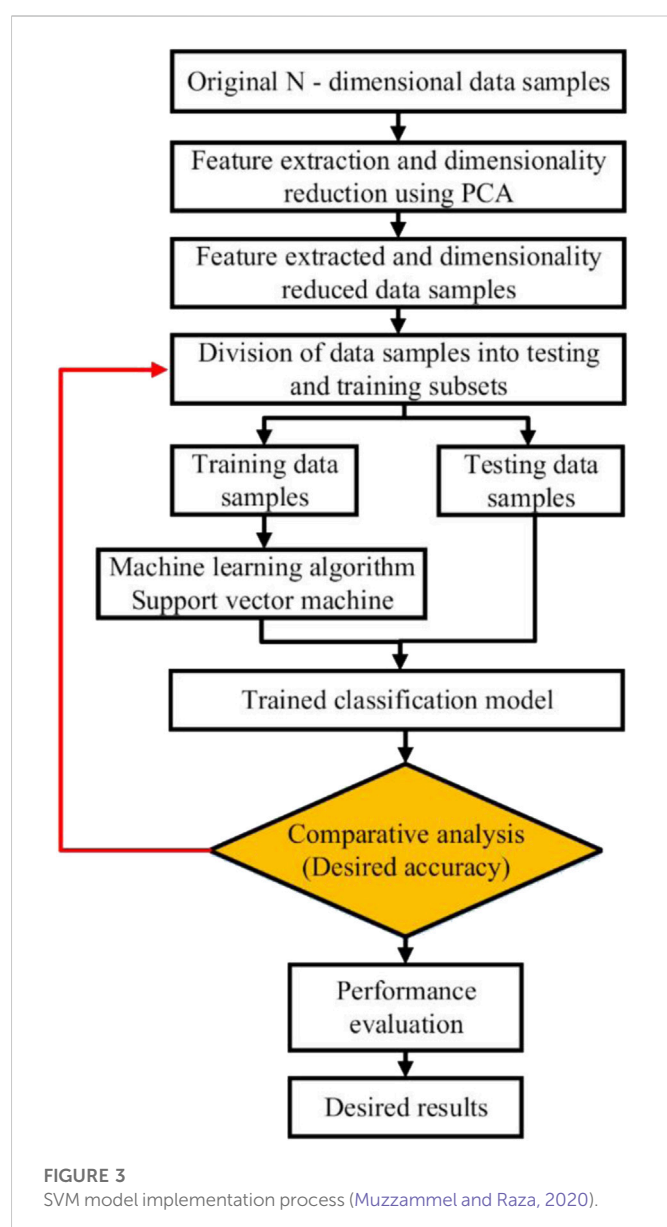 Original N - dimensional data samples
Feature extraction and dimensionality
reduction using PCA
Feature extracted and dimensionality
reduced data samples
Division of data samples into testing
and training subsets
Training data
samples
Testing data
samples
Machine learning algorithm
Support vector machine
Trained classification model
Comparative analysis
(Desired accuracy)
Performance
evaluation
Desired results
FIGURE 3
SVM model implementation process (Muzzammel and Raza, 2020).